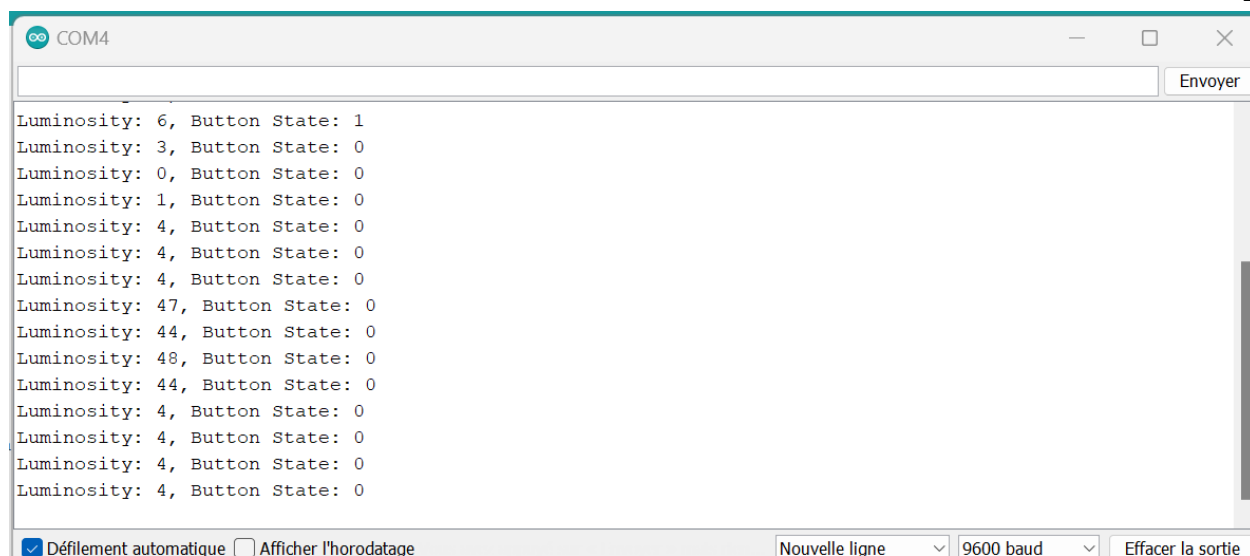 COM4
Envoyer
Luminosity: 6, Button State: 1
Luminosity: 3, Button State: 0
Luminosity: 0, Button State: 0
Luminosity: 1, Button State: 0
Luminosity: 4, Button State: 0
Luminosity: 4, Button State: 0
Luminosity: 4, Button State: 0
Luminosity: 47, Button State: 0
Luminosity: 44, Button State: 0
Luminosity: 48, Button State: 0
Luminosity: 44, Button State: 0
Luminosity: 4, Button State: 0
Luminosity: 4, Button State: 0
Luminosity: 4, Button State: 0
Luminosity: 4, Button State: 0
Défilement automatique Afficher l'horodatage Nouvelle ligne 9600 baud Effacer la sortie